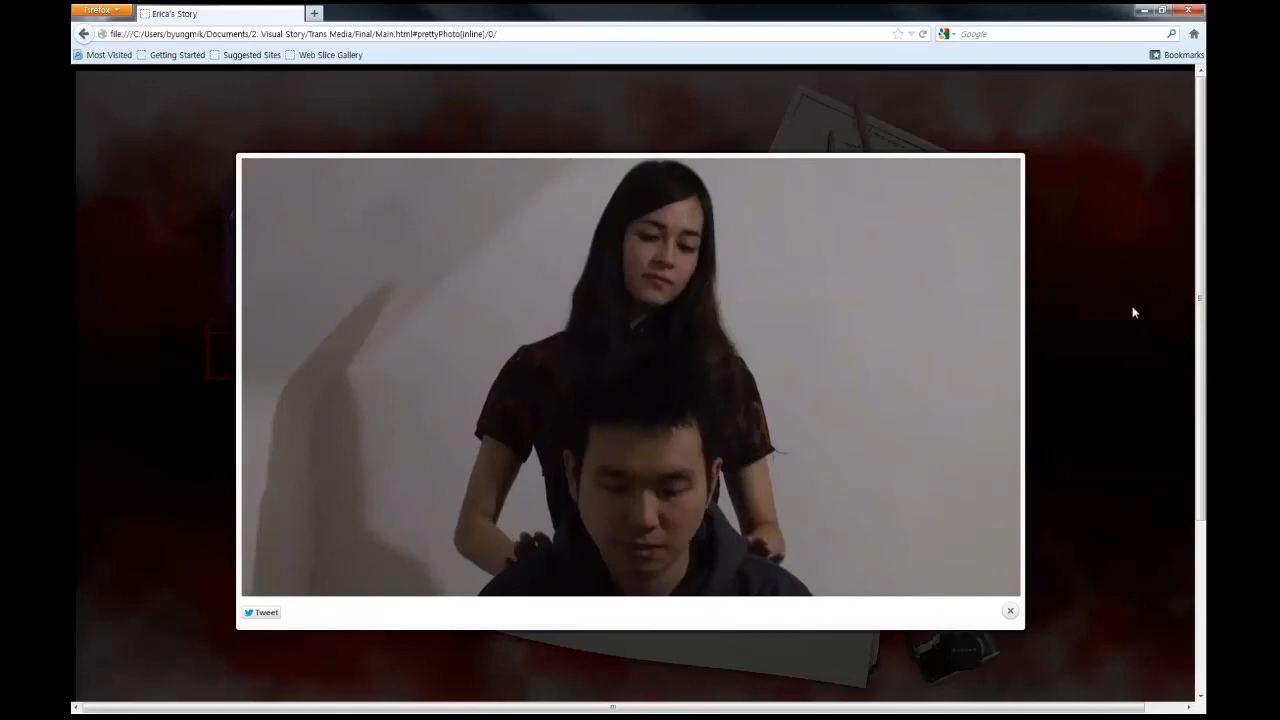 Firefox
Erica's Story
file:///C:/Users/byungmik/Documents/2. Visual Story/Trans Media/Final/Main.html#prettyPhoto[inline]/0/
Google
Most Visited
Getting Started
Suggested Sites
Web Slice Gallery
Bookmarks
Tweet